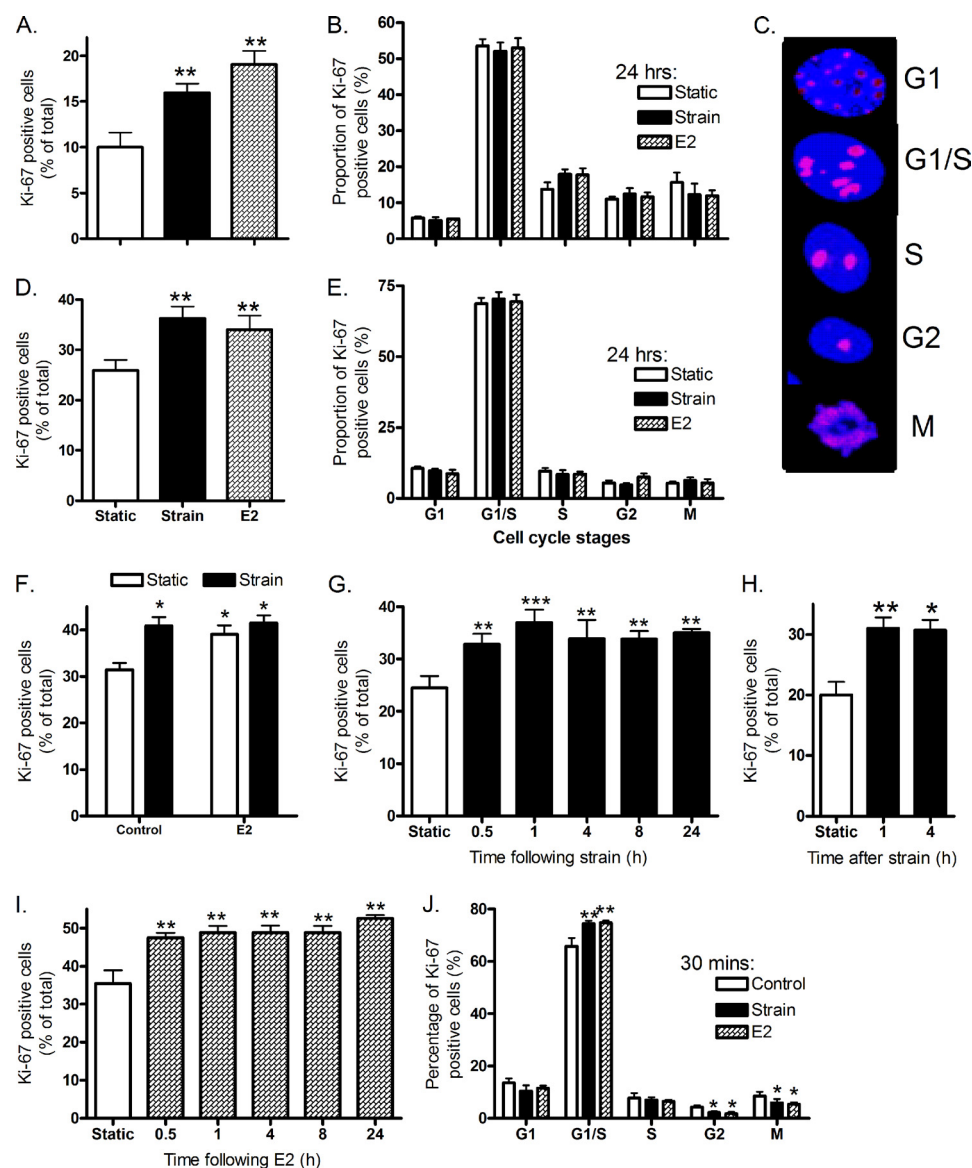 A.
Ki-67 positive cells
(% of total)
20
15
10
5
0
**
**
B.
Proportion of Ki-67
positive cells (%)
60
50
40
30
20
10
0
24 hrs:
Static
Strain
E2
C.
G1
G1/S
S
G2
M
D.
Ki-67 positive cells
(% of total)
40
30
20
10
0
**
**
Static Strain E2
E.
Proportion of Ki-67
positive cells (%)
75
50
25
0
24 hrs:
Static
Strain
E2
G1 G1/S S G2 M
Cell cycle stages
F.
Static Strain
Ki-67 positive cells
(% of total)
40
30
20
10
0
*
*
*
Control E2
G.
Ki-67 positive cells
(% of total)
40
30
20
10
0
**
***
**
**
**
Static 0.5 1 4 8 24
Time following strain (h)
H.
Ki-67 positive cells
(% of total)
30
20
10
0
**
*
Static 1 4
Time after strain (h)
I.
Ki-67 positive cells
(% of total)
50
40
30
20
10
0
**
**
**
**
**
Static 0.5 1 4 8 24
Time following E2 (h)
J.
Percentage of Ki-67
positive cells (%)
80
60
40
20
0
**
**
30 mins:
Control
Strain
E2
* *
* *
G1 G1/S S G2 M